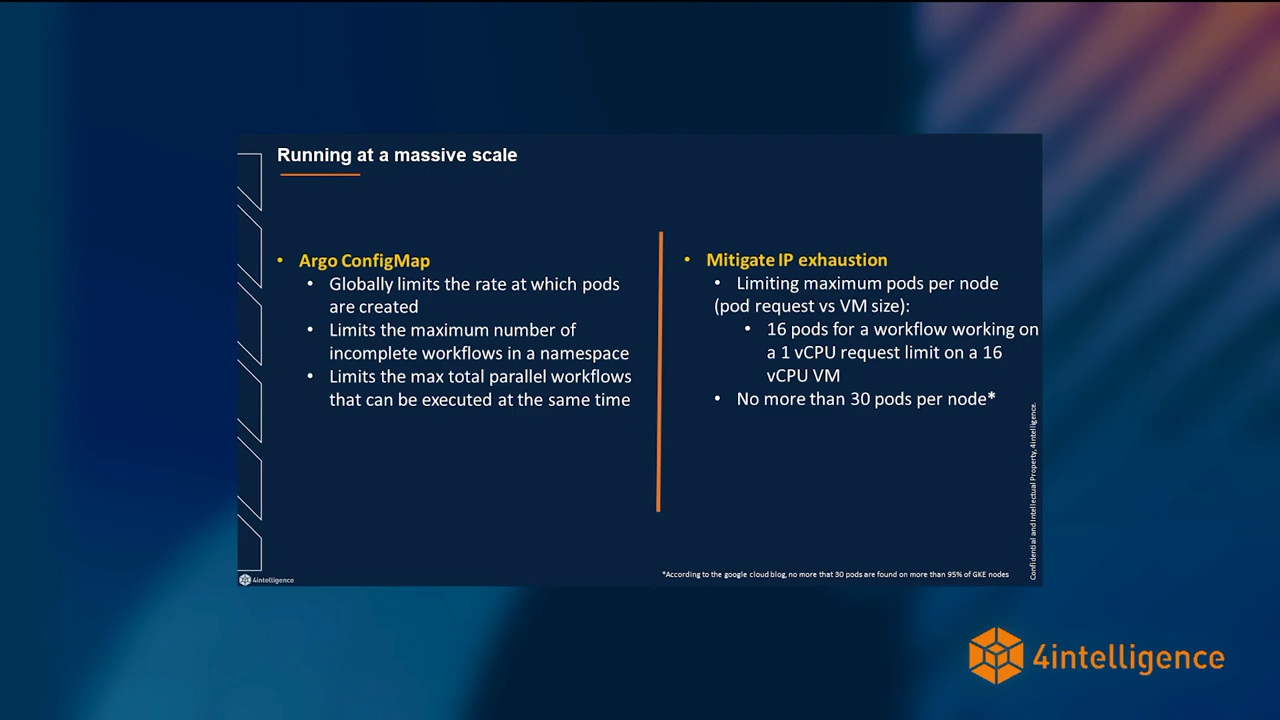 Running at a massive scale
• Argo ConfigMap
• Globally limits the rate at which pods
are created
• Limits the maximum number of
incomplete workflows in a namespace
• Limits the max total parallel workflows
that can be executed at the same time
• Mitigate IP exhaustion
• Limiting maximum pods per node
(pod request vs VM size):
• 16 pods for a workflow working on
a 1 vCPU request limit on a 16
vCPU VM
• No more than 30 pods per node*
Confidential and Intellectual Property, 4intelligence.
4intelligence
*According to the google cloud blog, no more that 30 pods are found on more than 95% of GKE nodes
4intelligence